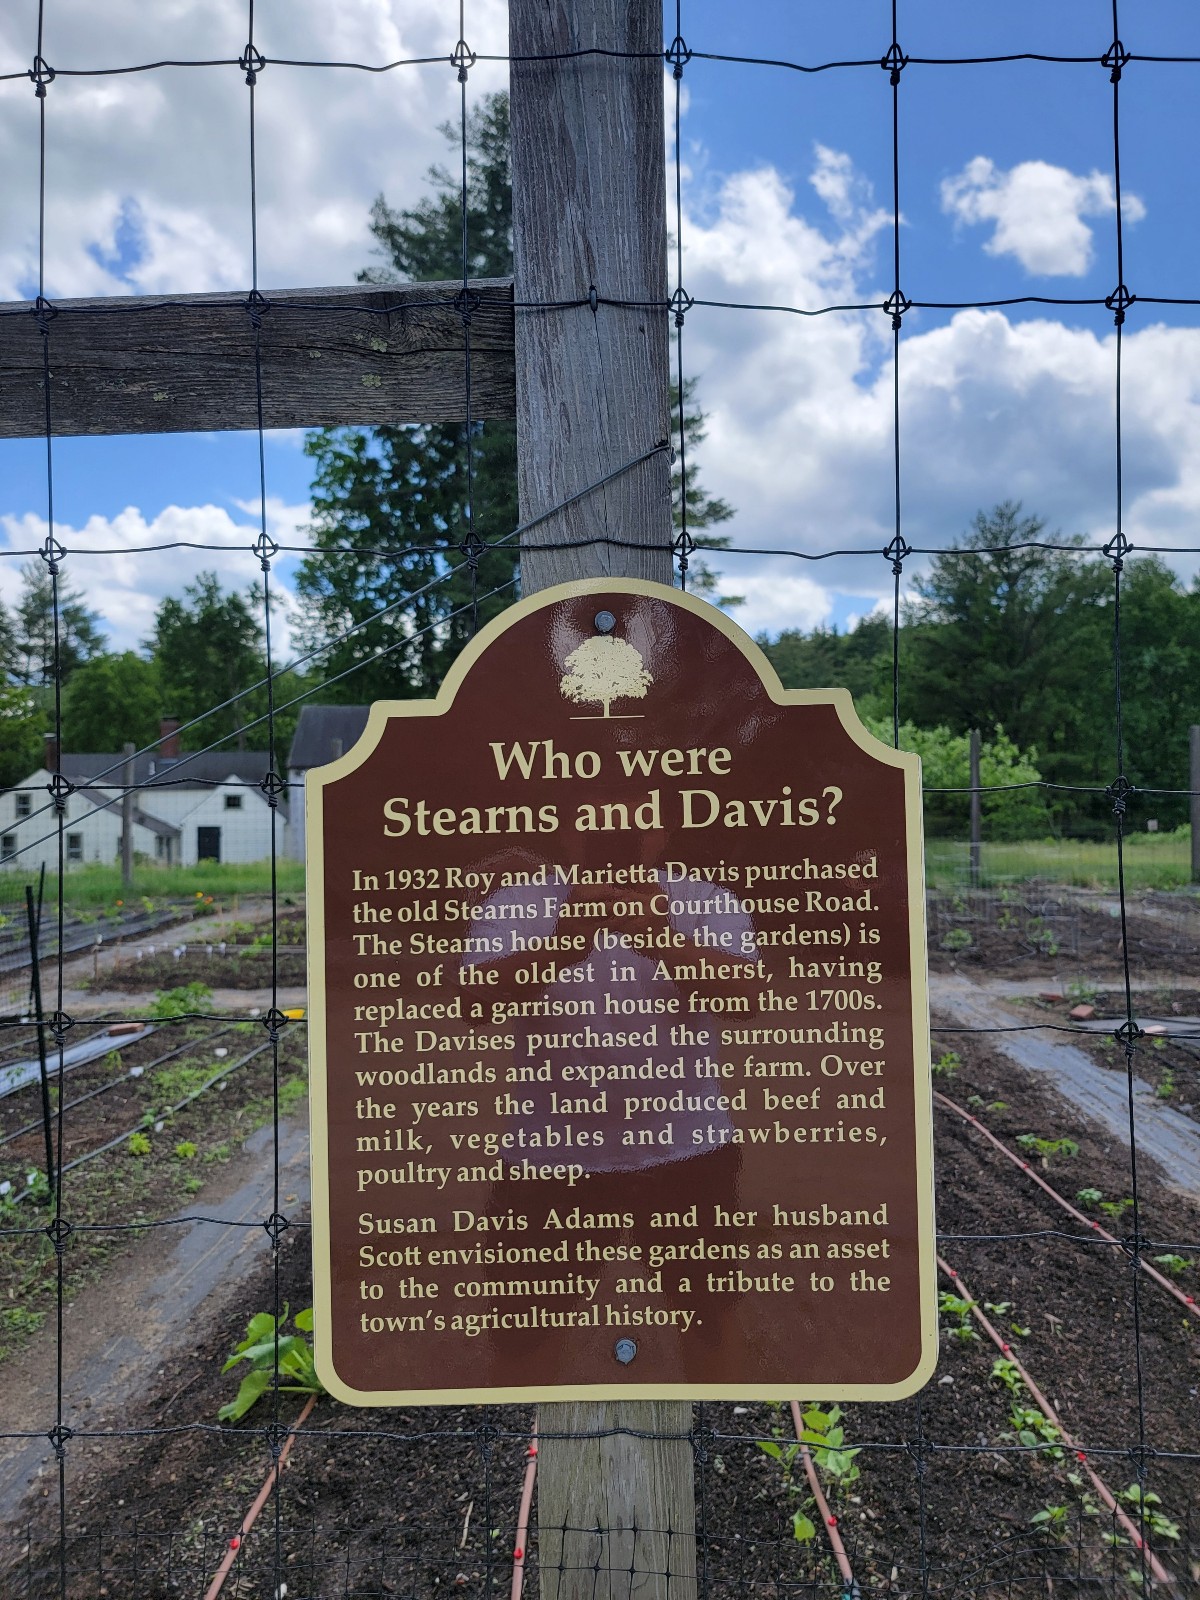 Who were
Stearns and Davis?
In 1932 Roy and Marietta Davis purchased
the old Stearns Farm on Courthouse Road.
The Stearns house (beside the gardens) is
one of the oldest in Amherst, having
replaced a garrison house from the 1700s.
The Davises purchased the surrounding
woodlands and expanded the farm. Over
the years the land produced beef and
milk, vegetables and strawberries,
poultry and sheep.
Susan Davis Adams and her husband
Scott envisioned these gardens as an asset
to the community and a tribute to the
town's agricultural history.